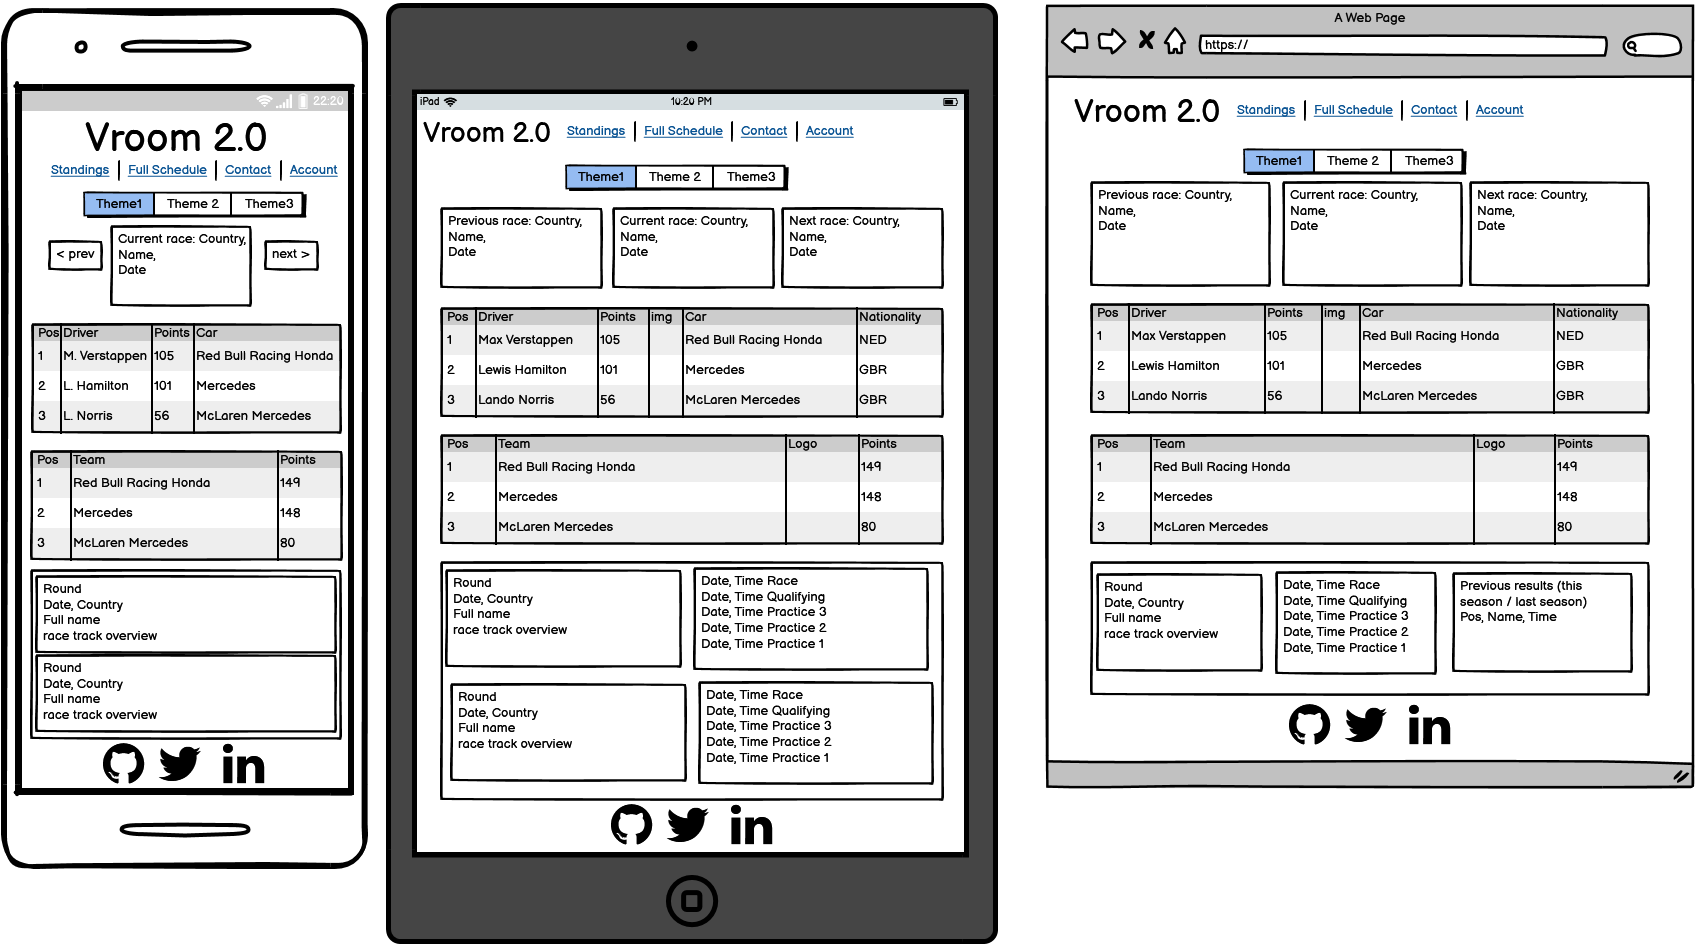 22:20
Vroom 2.0
Standings | Full Schedule | Contact | Account
Theme1 Theme 2 Theme3
< prev
Current race: Country,
Name,
Date
next >
Pos Driver Points Car
1 M. Verstappen 105 Red Bull Racing Honda
2 L. Hamilton 101 Mercedes
3 L. Norris 56 McLaren Mercedes
Pos Team Points
1 Red Bull Racing Honda 149
2 Mercedes 148
3 McLaren Mercedes 80
Round
Date, Country
Full name
race track overview
Round
Date, Country
Full name
race track overview
in
iPad 10:20 PM
Vroom 2.0 Standings | Full Schedule | Contact | Account
Theme1 Theme 2 Theme3
Previous race: Country,
Name,
Date
Current race: Country,
Name,
Date
Next race: Country,
Name,
Date
Pos Driver Points img Car Nationality
1 Max Verstappen 105 Red Bull Racing Honda NED
2 Lewis Hamilton 101 Mercedes GBR
3 Lando Norris 56 McLaren Mercedes GBR
Pos Team Logo Points
1 Red Bull Racing Honda 149
2 Mercedes 148
3 McLaren Mercedes 80
Round
Date, Country
Full name
race track overview
Date, Time Race
Date, Time Qualifying
Date, Time Practice 3
Date, Time Practice 2
Date, Time Practice 1
Round
Date, Country
Full name
race track overview
Date, Time Race
Date, Time Qualifying
Date, Time Practice 3
Date, Time Practice 2
Date, Time Practice 1
in
A Web Page
https://
Vroom 2.0 Standings | Full Schedule | Contact | Account
Theme1 Theme 2 Theme3
Previous race: Country,
Name,
Date
Current race: Country,
Name,
Date
Next race: Country,
Name,
Date
Pos Driver Points img Car Nationality
1 Max Verstappen 105 Red Bull Racing Honda NED
2 Lewis Hamilton 101 Mercedes GBR
3 Lando Norris 56 McLaren Mercedes GBR
Pos Team Logo Points
1 Red Bull Racing Honda 149
2 Mercedes 148
3 McLaren Mercedes 80
Round
Date, Country
Full name
race track overview
Date, Time Race
Date, Time Qualifying
Date, Time Practice 3
Date, Time Practice 2
Date, Time Practice 1
Previous results (this
season / last season)
Pos, Name, Time
in